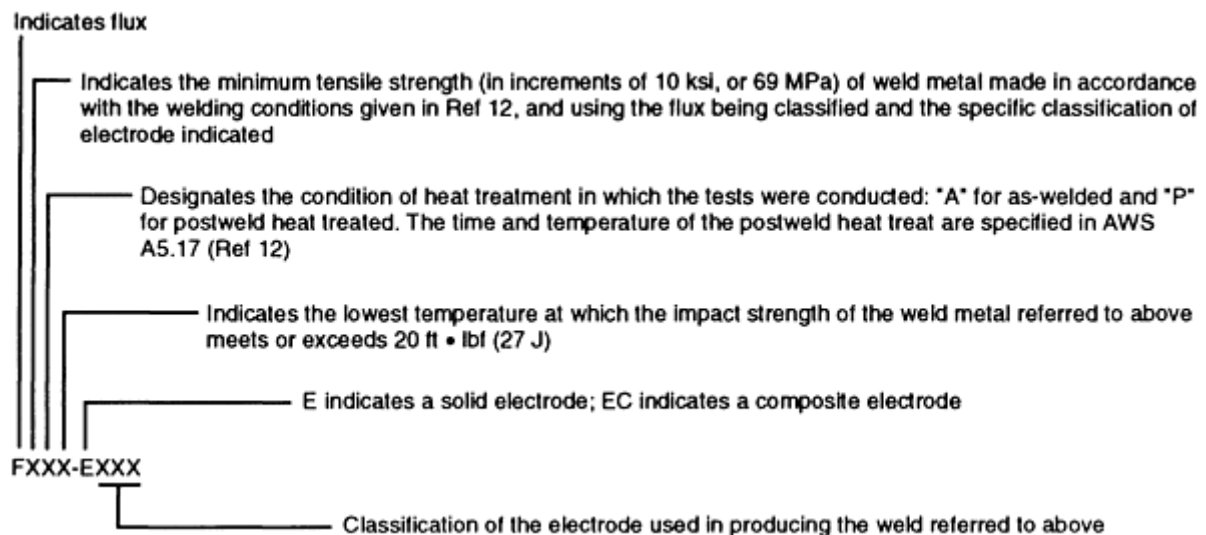 Indicates flux
Indicates the minimum tensile strength (in increments of 10 ksi, or 69 MPa) of weld metal made in accordance
with the welding conditions given in Ref 12, and using the flux being classified and the specific classification of
electrode indicated
Designates the condition of heat treatment in which the tests were conducted: "A" for as-welded and "P"
for postweld heat treated. The time and temperature of the postweld heat treat are specified in AWS
A5.17 (Ref 12)
Indicates the lowest temperature at which the impact strength of the weld metal referred to above
meets or exceeds 20 ft • lbf (27 J)
E indicates a solid electrode; EC indicates a composite electrode
FXXX-EXXX
Classification of the electrode used in producing the weld referred to above